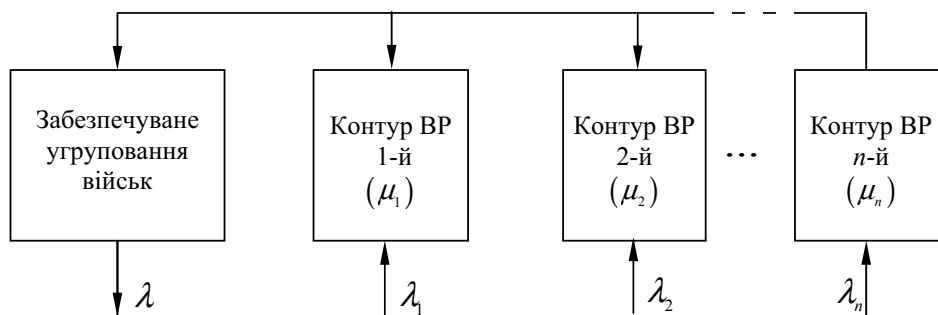 Забезпечуване
угруповання
військ
Контур ВР
1-й
(μ₁)
Контур ВР
2-й
(μ₂)
...
Контур ВР
n-й
(μₙ)
λ
λ₁
λ₂
λₙ